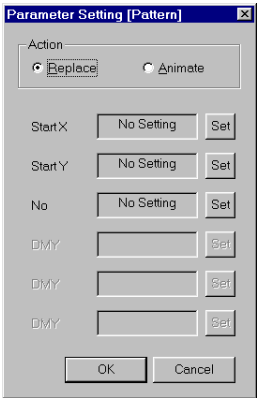 Parameter Setting [Pattern]
Action
Replace Animate
StartX No Setting Set
StartY No Setting Set
No No Setting Set
DMY Set
DMY Set
DMY Set
OK Cancel